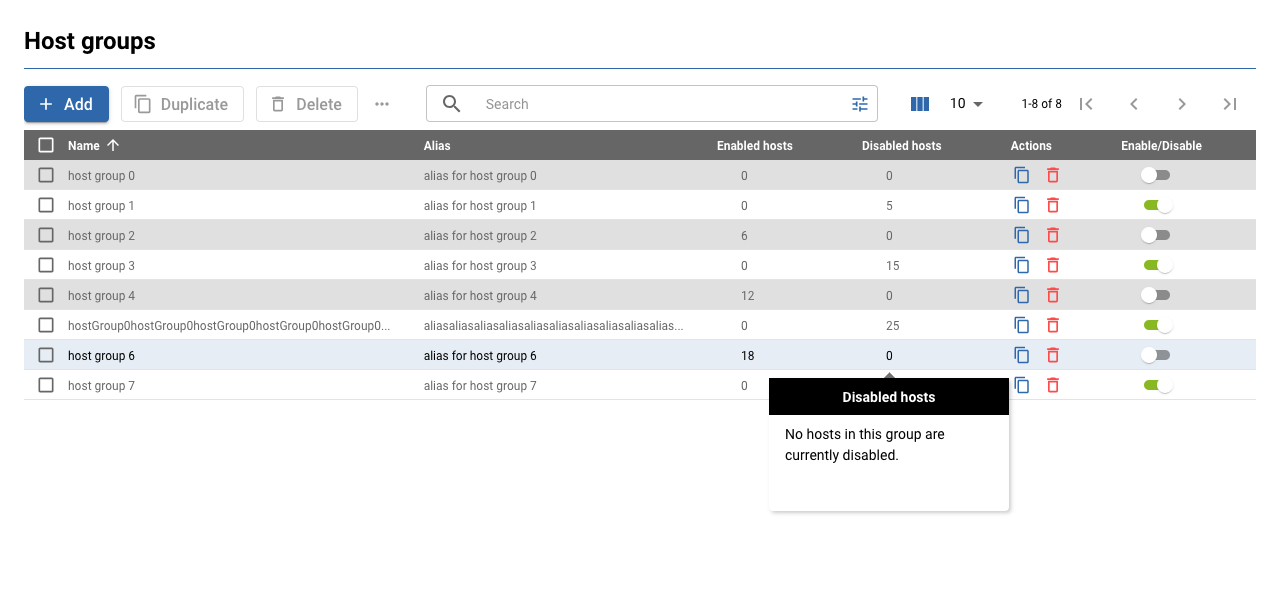 Host groups
Add Duplicate Delete Search 10 1-8 of 8
Name Alias Enabled hosts Disabled hosts Actions Enable/Disable
host group 0 alias for host group 0 0 0
host group 1 alias for host group 1 0 5
host group 2 alias for host group 2 6 0
host group 3 alias for host group 3 0 15
host group 4 alias for host group 4 12 0
hostGroup0hostGroup0hostGroup0hostGroup0hostGroup0... aliasaliasaliasaliasaliasaliasaliasaliasaliasalias... 0 25
host group 6 alias for host group 6 18 0
host group 7 alias for host group 7 0
Disabled hosts
No hosts in this group are
currently disabled.